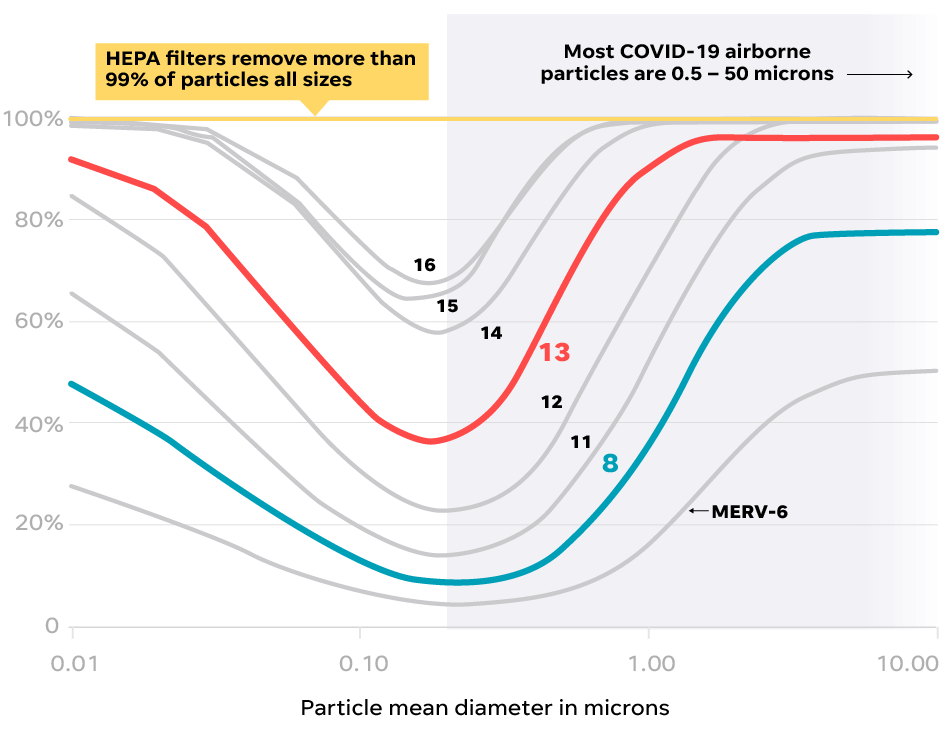 HEPA filters remove more than
99% of particles all sizes
Most COVID-19 airborne
particles are 0.5 – 50 microns
100%
80%
60%
40%
20%
0
16
15
14
13
12
11
8
MERV-6
0.01
0.10
1.00
10.00
Particle mean diameter in microns